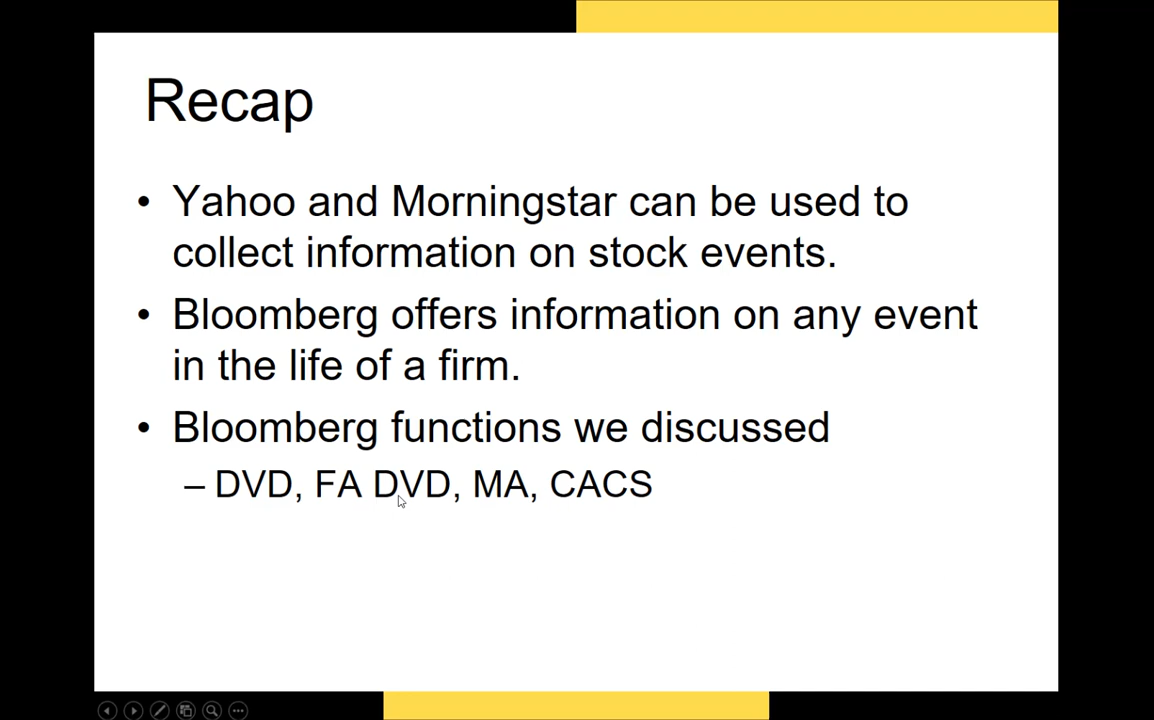 Recap
• Yahoo and Morningstar can be used to
collect information on stock events.
• Bloomberg offers information on any event
in the life of a firm.
• Bloomberg functions we discussed
– DVD, FA DVD, MA, CACS